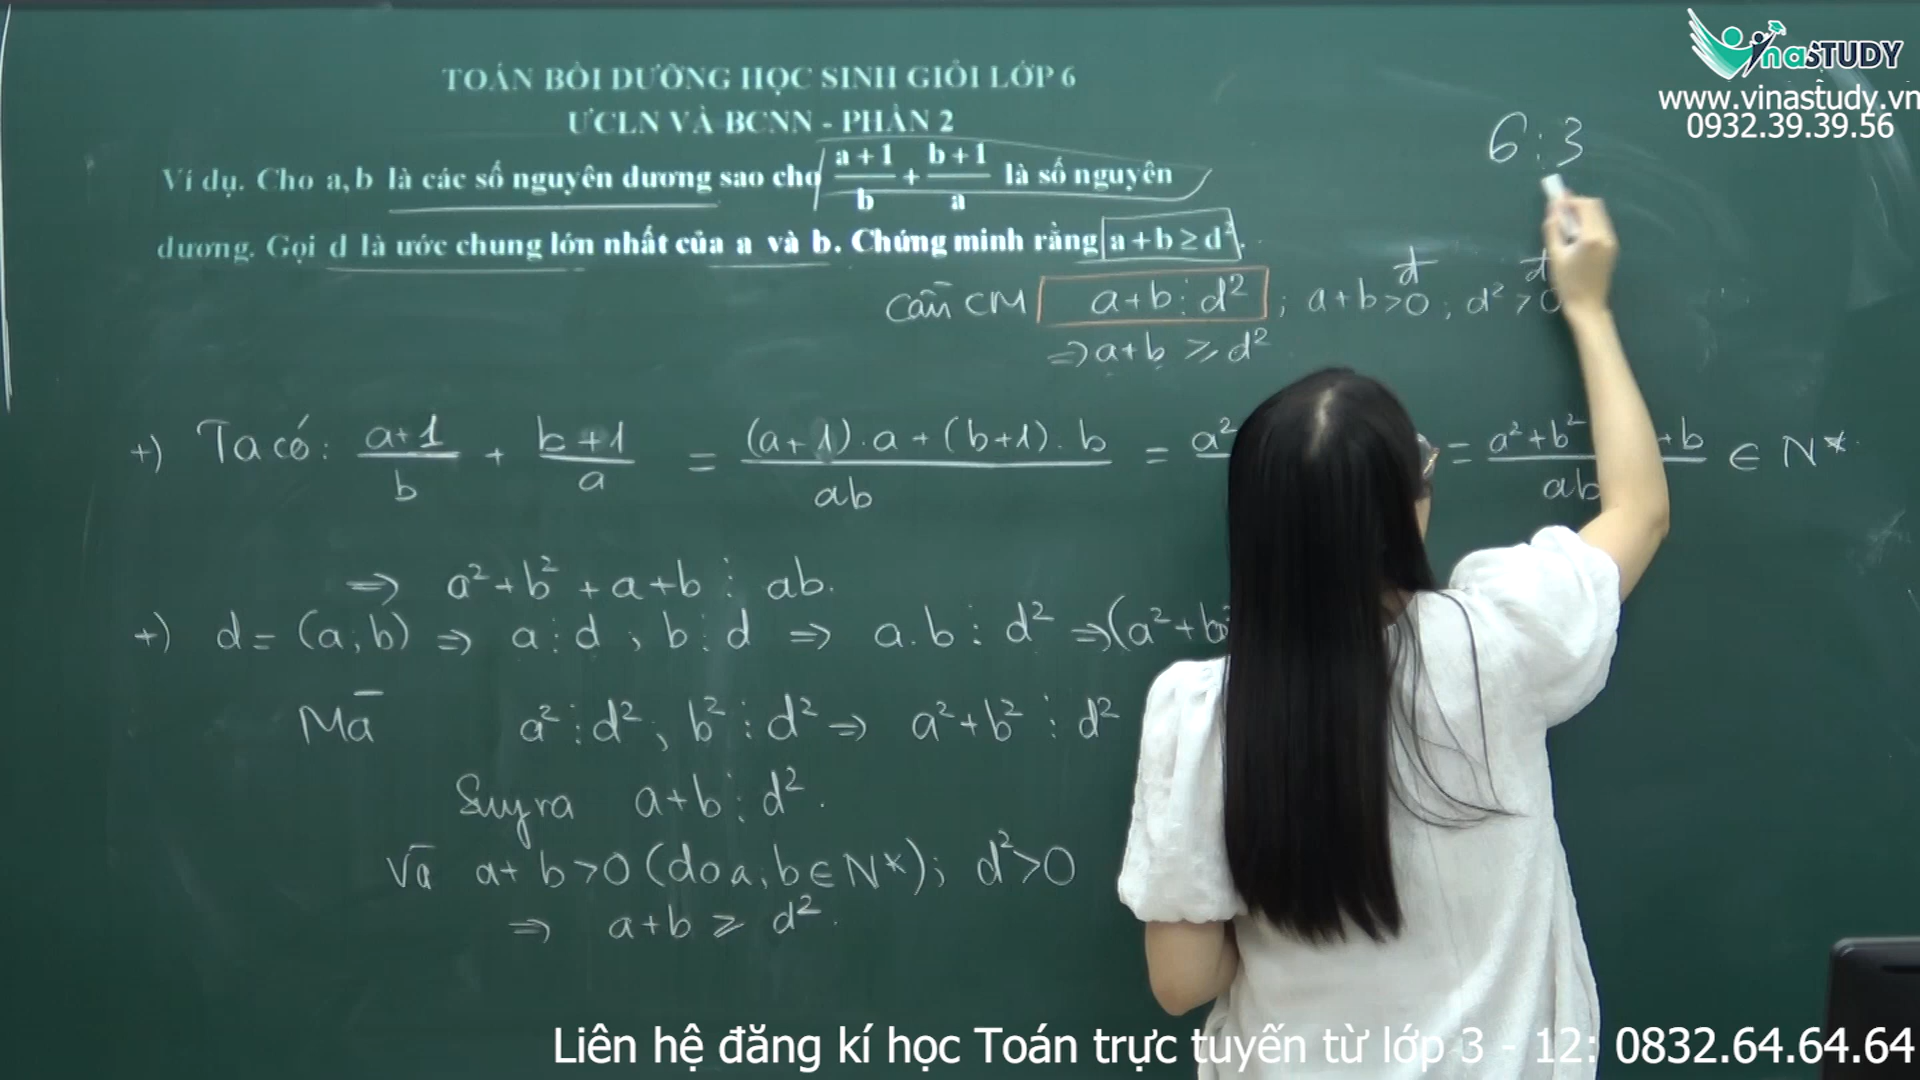 VinaSTUDY
www.vinastudy.vn
0932.39.39.56
TOÁN BỒI DƯỠNG HỌC SINH GIỎI LỚP 6
ƯCLN VÀ BCNN - PHẦN 2
6 ⋮ 3
Ví dụ. Cho a, b là các số nguyên dương sao cho (a+1)/b + (b+1)/a là số nguyên
dương. Gọi d là ước chung lớn nhất của a và b. Chứng minh rằng a + b ≥ d².
Cần CM a+b ⋮ d² ; a+b>0 ; d²>0
⇒ a+b ≥ d²
+) Ta có: (a+1)/b + (b+1)/a = ((a+1).a + (b+1).b)/ab = a² = (a²+b² +b)/ab ∈ N*
⇒ a²+b²+a+b ⋮ ab.
+) d = (a,b) ⇒ a ⋮ d , b ⋮ d ⇒ a.b ⋮ d² ⇒ (a²+b²
Mà a² ⋮ d² ; b² ⋮ d² ⇒ a²+b² ⋮ d²
Suy ra a+b ⋮ d².
Và a+b>0 (do a,b ∈ N*); d²>0
⇒ a+b ≥ d².
Liên hệ đăng kí học Toán trực tuyến từ lớp 3 - 12: 0832.64.64.64